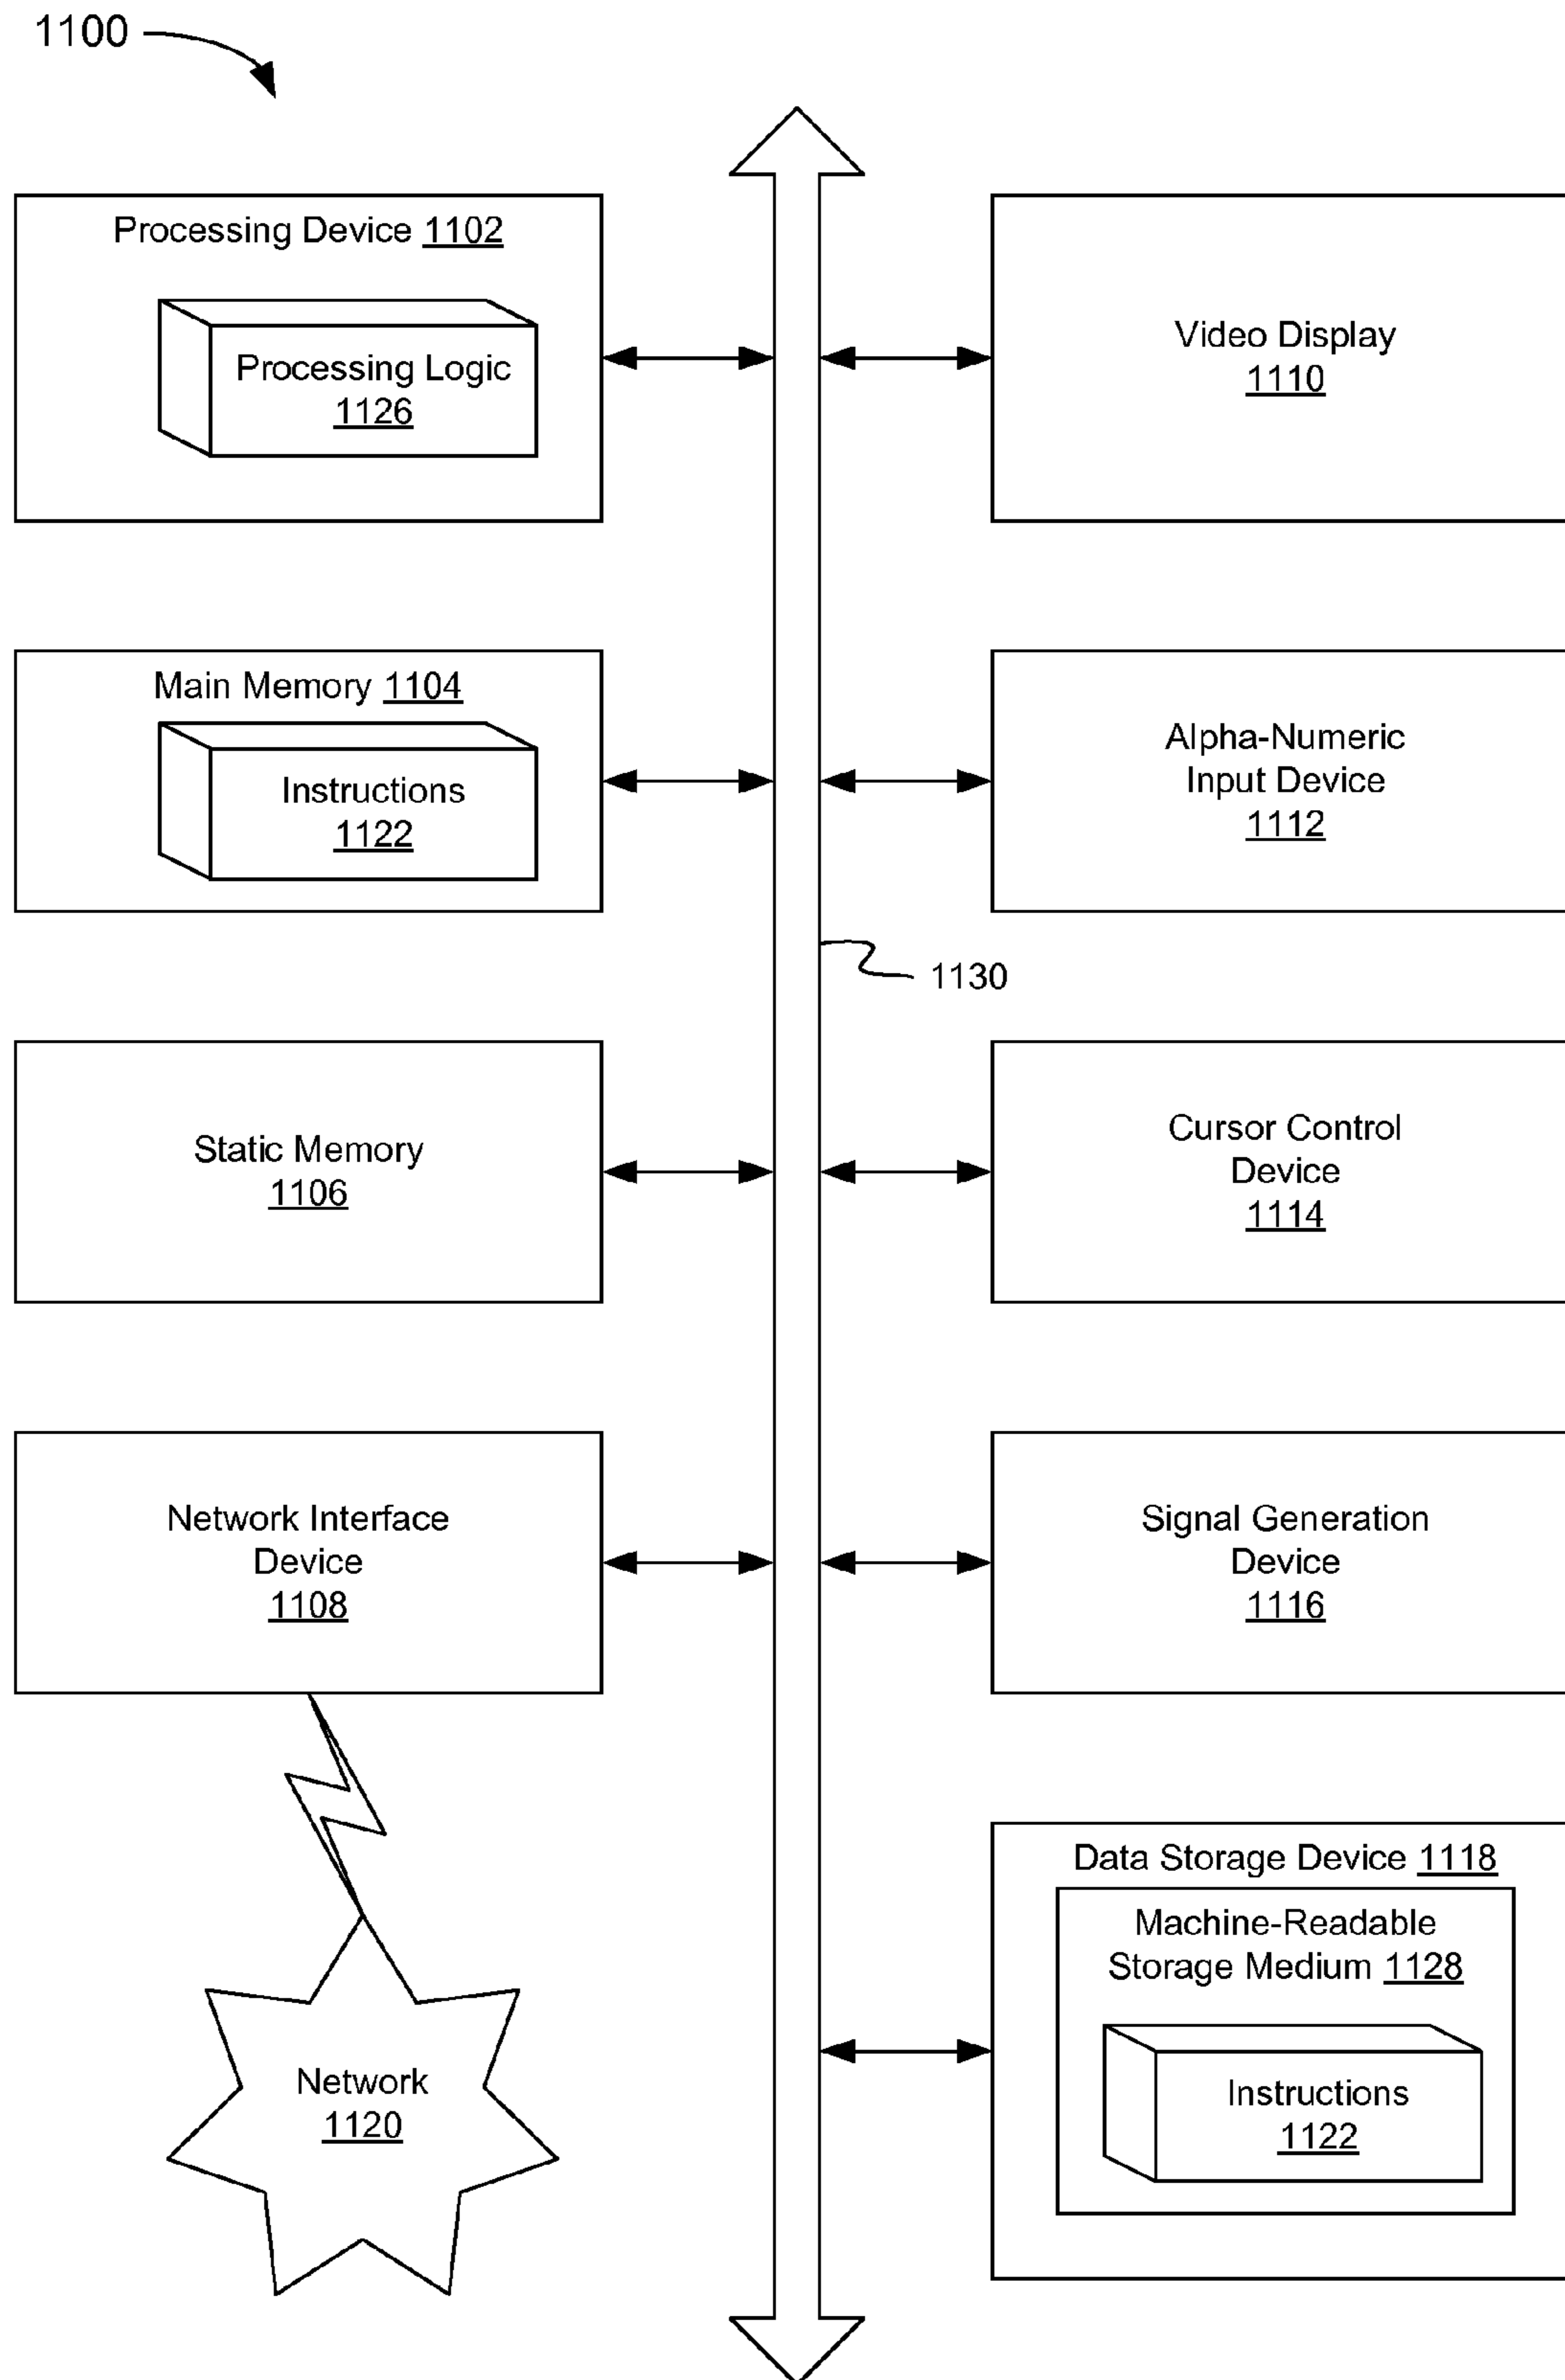 1100
Processing Device 1102
Processing Logic
1126
Video Display
1110
Main Memory 1104
Instructions
1122
Alpha-Numeric
Input Device
1112
1130
Static Memory
1106
Cursor Control
Device
1114
Network Interface
Device
1108
Signal Generation
Device
1116
Data Storage Device 1118
Machine-Readable
Storage Medium 1128
Instructions
1122
Network
1120